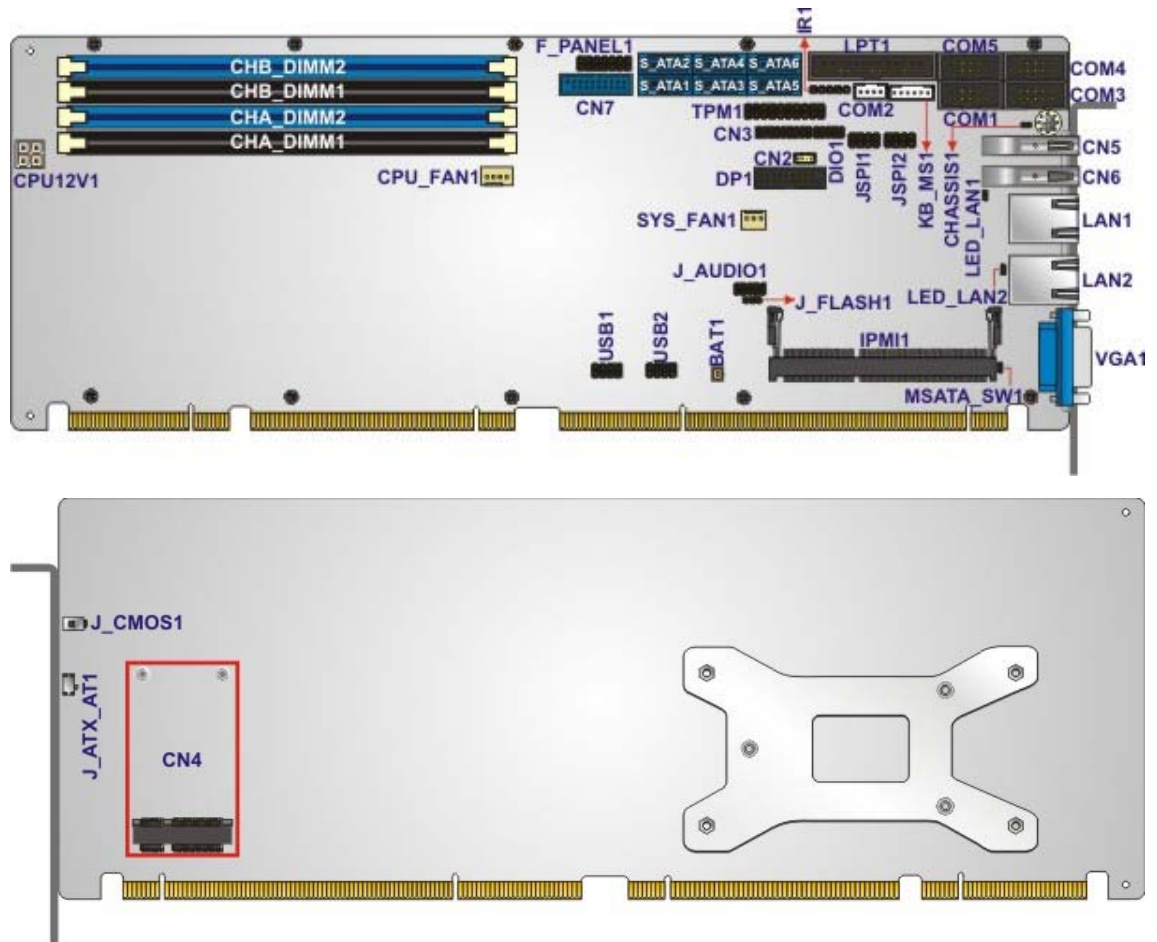 IR1
F_PANEL1
LPT1
COM5
CHB_DIMM2
S_ATA2 S_ATA4 S_ATA6
COM4
CHB_DIMM1
S_ATA1 S_ATA3 S_ATA5
COM3
CN7
TPM1
COM2
COM1
CHA_DIMM2
CHA_DIMM1
CN3
CN5
CPU12V1
CPU_FAN1
CN2
DIO1
DP1
JSPI1
JSPI2
KB_MS1
CHASSIS1
LED_LAN1
CN6
SYS_FAN1
LAN1
J_AUDIO1
LAN2
J_FLASH1
LED_LAN2
USB1
USB2
BAT1
IPMI1
VGA1
MSATA_SW1
J_CMOS1
J_ATX_AT1
CN4